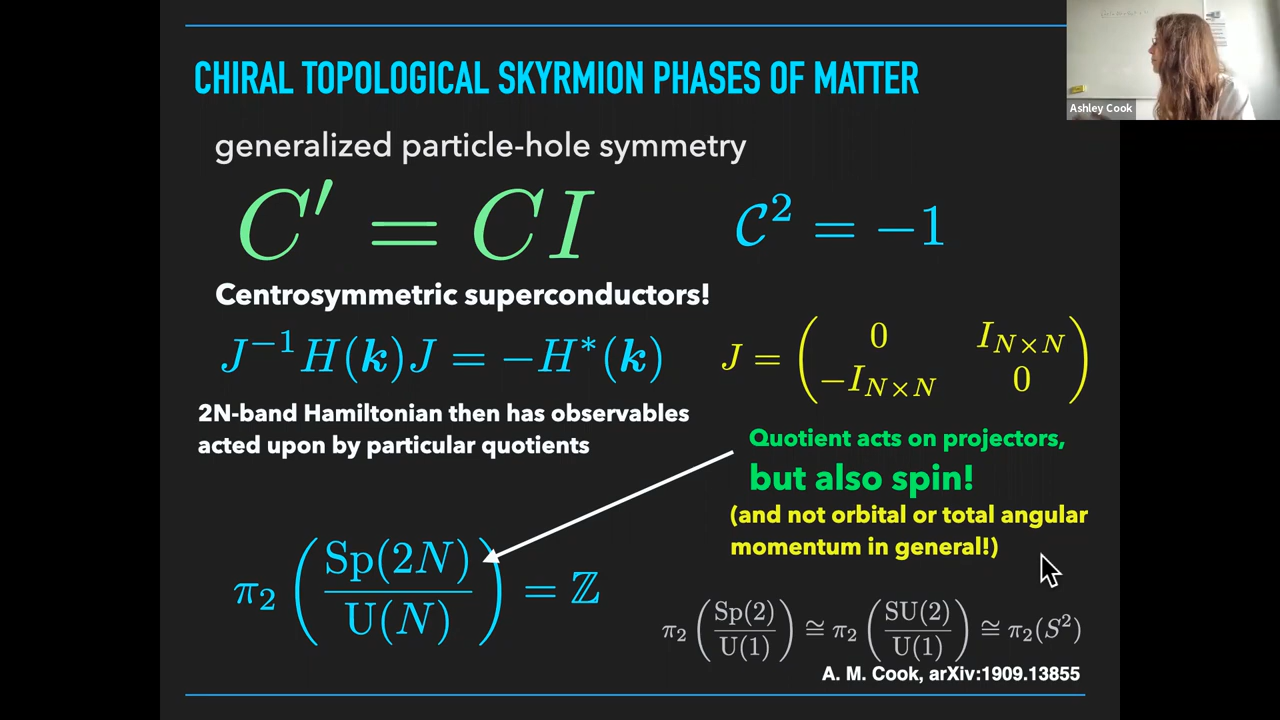 CHIRAL TOPOLOGICAL SKYRMION PHASES OF MATTER
Ashley Cook
generalized particle-hole symmetry
C′ = CI
𝒞² = −1
Centrosymmetric superconductors!
J⁻¹H(𝒌)J = −H*(𝒌)
J = ( 0 I_{N×N} ; −I_{N×N} 0 )
2N-band Hamiltonian then has observables
acted upon by particular quotients
Quotient acts on projectors,
but also spin!
(and not orbital or total angular
momentum in general!)
π₂ ( Sp(2N) / U(N) ) = ℤ
π₂ ( Sp(2) / U(1) ) ≅ π₂ ( SU(2) / U(1) ) ≅ π₂(S²)
A. M. Cook, arXiv:1909.13855